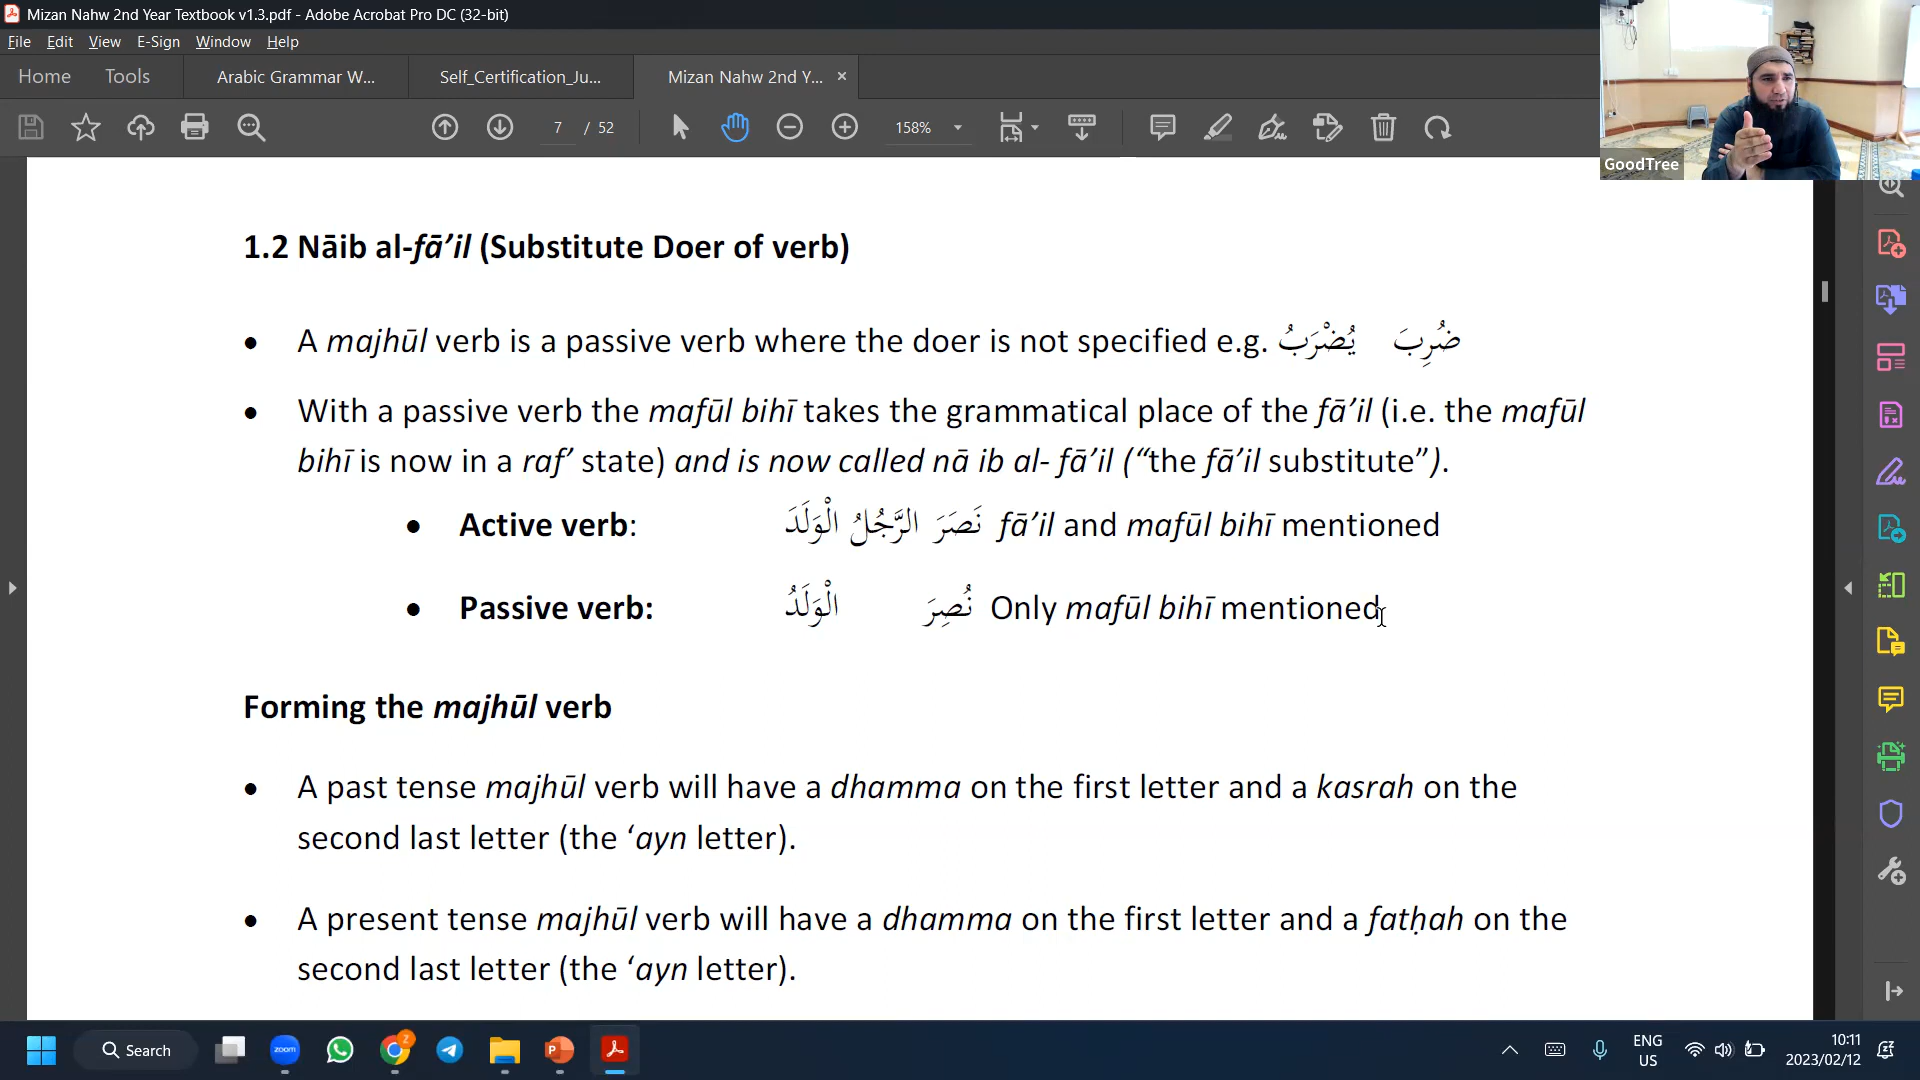 Mizan Nahw 2nd Year Textbook v1.3.pdf - Adobe Acrobat Pro DC (32-bit)
File Edit View E-Sign Window Help
Home Tools Arabic Grammar W... Self_Certification_Ju... Mizan Nahw 2nd Y... ×
7 / 52 158%
GoodTree
1.2 Nāib al-fā’il (Substitute Doer of verb)
• A majhūl verb is a passive verb where the doer is not specified e.g. ضُرِبَ يُضْرَبُ
• With a passive verb the mafūl bihī takes the grammatical place of the fā’il (i.e. the mafūl
bihī is now in a raf’ state) and is now called nā ib al- fā’il (“the fā’il substitute”).
• Active verb: نَصَرَ الرَّجُلُ الْوَلَدَ fā’il and mafūl bihī mentioned
• Passive verb: نُصِرَ الْوَلَدُ Only mafūl bihī mentioned
Forming the majhūl verb
• A past tense majhūl verb will have a dhamma on the first letter and a kasrah on the
second last letter (the ‘ayn letter).
• A present tense majhūl verb will have a dhamma on the first letter and a fatḥah on the
second last letter (the ‘ayn letter).
Search zoom Z ENG 10:11
US 2023/02/12